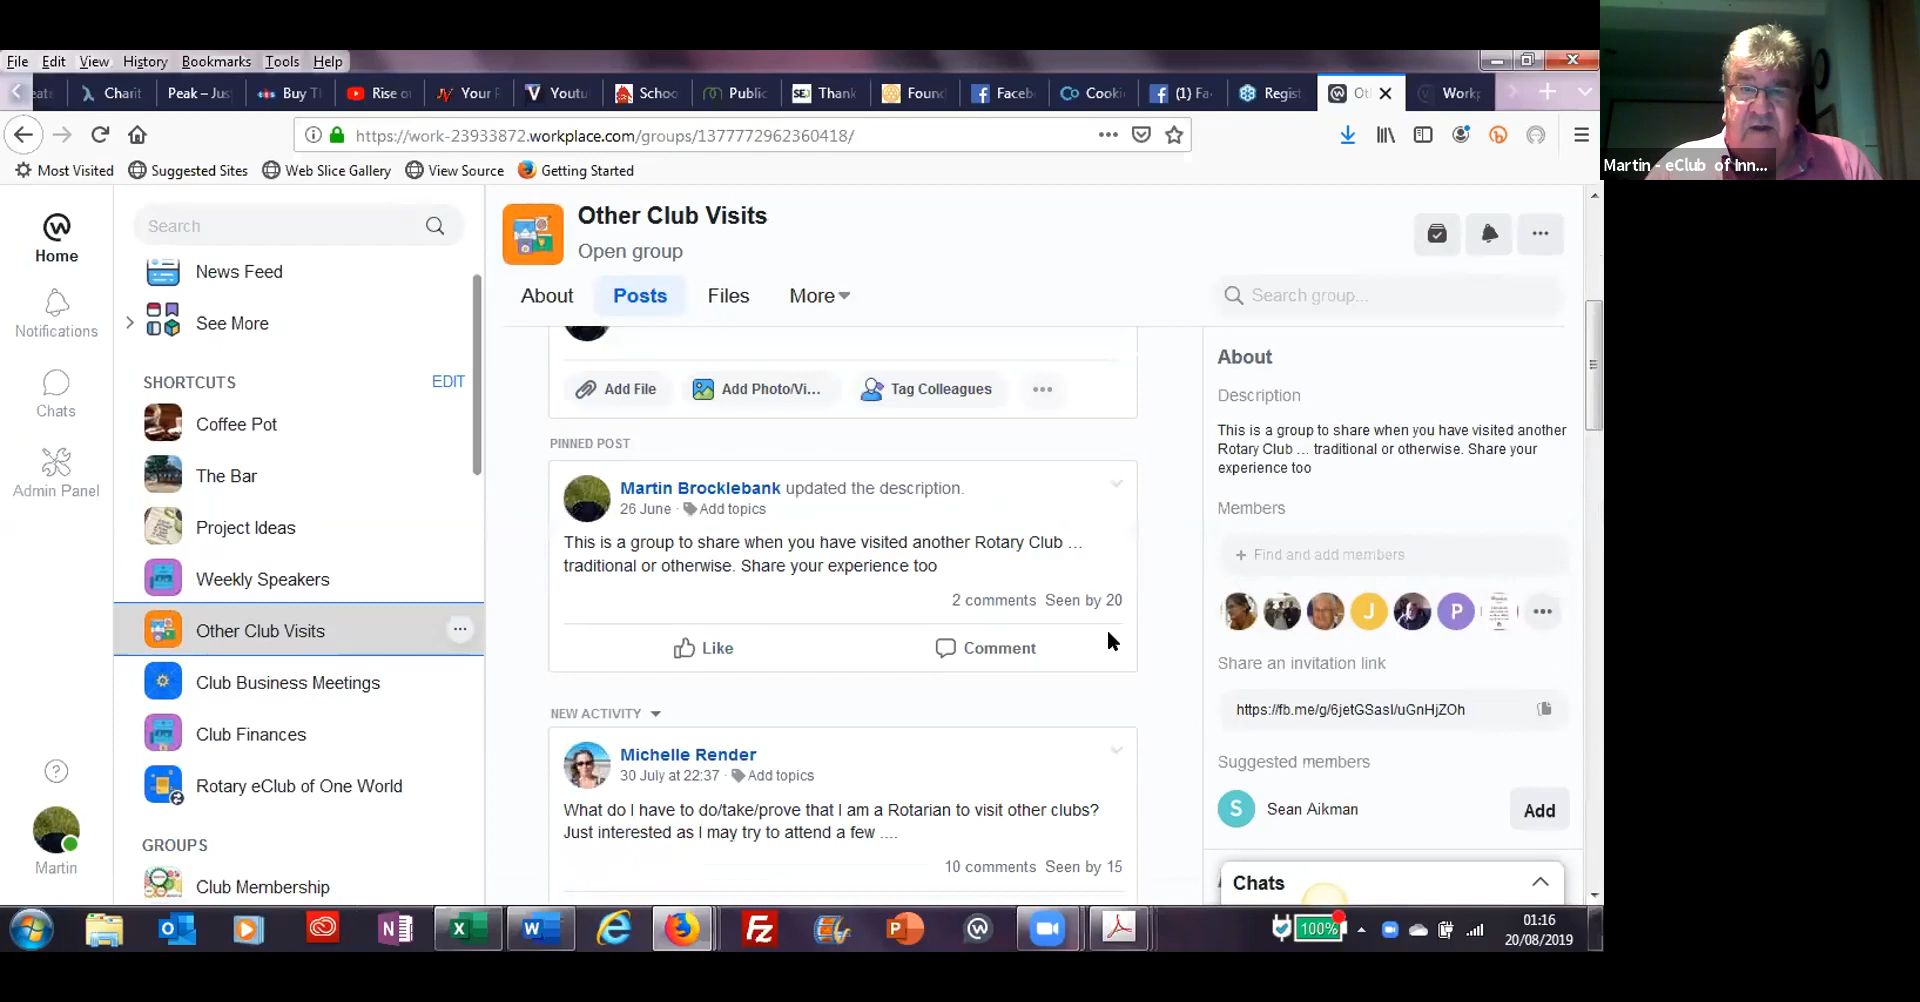 File Edit View History Bookmarks Tools Help
Charit
Peak – Jus
Buy T
Rise o
Your F
Youtu
Schoo
Public
Thank
Found
Faceb
Cooki
(1) Fa
Regist
Ot
Work
https://work-23933872.workplace.com/groups/1377772962360418/
Most Visited Suggested Sites Web Slice Gallery View Source Getting Started
Martin - eClub of Inn...
Home
Notifications
Chats
Admin Panel
Martin
Search
News Feed
See More
SHORTCUTS EDIT
Coffee Pot
The Bar
Project Ideas
Weekly Speakers
Other Club Visits
Club Business Meetings
Club Finances
Rotary eClub of One World
GROUPS
Club Membership
Other Club Visits
Open group
About Posts Files More
Search group...
Add File Add Photo/Vi... Tag Colleagues
PINNED POST
Martin Brocklebank updated the description.
26 June · Add topics
This is a group to share when you have visited another Rotary Club ...
traditional or otherwise. Share your experience too
2 comments Seen by 20
Like Comment
NEW ACTIVITY
Michelle Render
30 July at 22:37 · Add topics
What do I have to do/take/prove that I am a Rotarian to visit other clubs?
Just interested as I may try to attend a few ....
10 comments Seen by 15
About
Description
This is a group to share when you have visited another
Rotary Club ... traditional or otherwise. Share your
experience too
Members
+ Find and add members
J
P
Share an invitation link
https://fb.me/g/6jetGSasI/uGnHjZOh
Suggested members
S
Sean Aikman Add
Chats
100%
01:16
20/08/2019